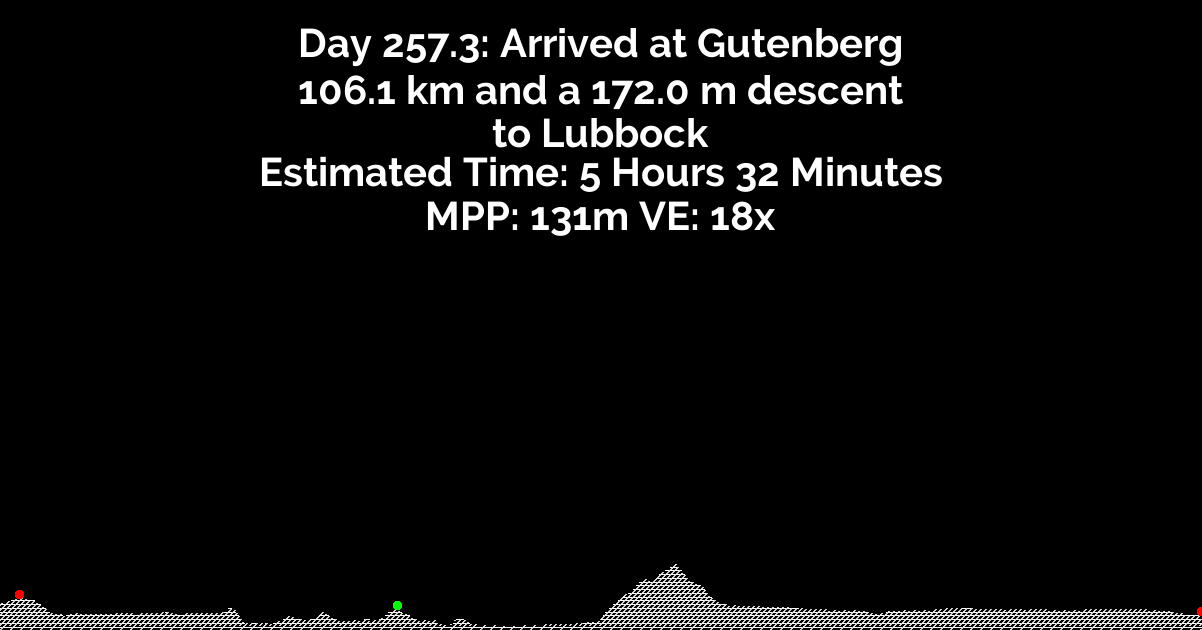 Day 257.3: Arrived at Gutenberg
106.1 km and a 172.0 m descent
to Lubbock
Estimated Time: 5 Hours 32 Minutes
MPP: 131m VE: 18x